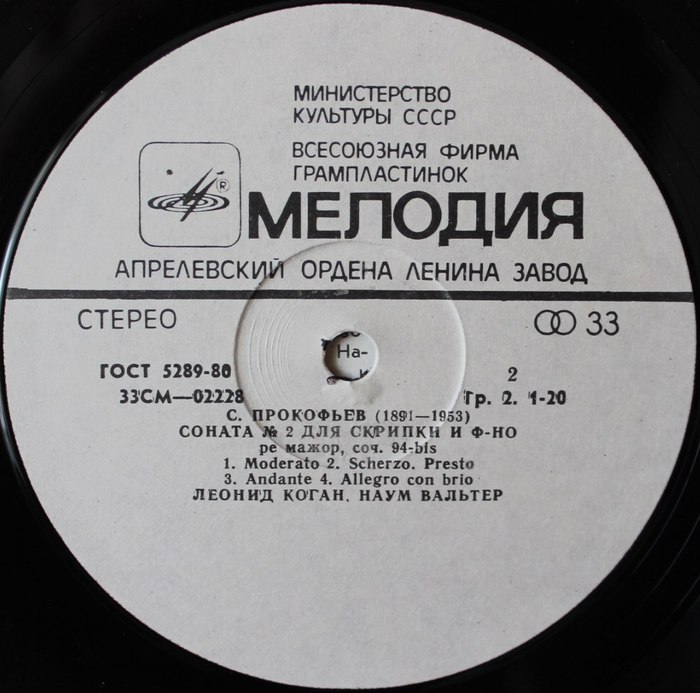 МИНИСТЕРСТВО
КУЛЬТУРЫ СССР
ВСЕСОЮЗНАЯ ФИРМА
ГРАМПЛАСТИНОК
®
МЕЛОДИЯ
АПРЕЛЕВСКИЙ ОРДЕНА ЛЕНИНА ЗАВОД
СТЕРЕО
33
На-
ГОСТ 5289-80
2
33СМ—02228
Гр. 2. 1-20
С. ПРОКОФЬЕВ (1891—1953)
СОНАТА № 2 ДЛЯ СКРИПКИ И Ф-НО
ре мажор, соч. 94-bis
1. Moderato 2. Scherzo. Presto
3. Andante 4. Allegro con brio
ЛЕОНИД КОГАН, НАУМ ВАЛЬТЕР